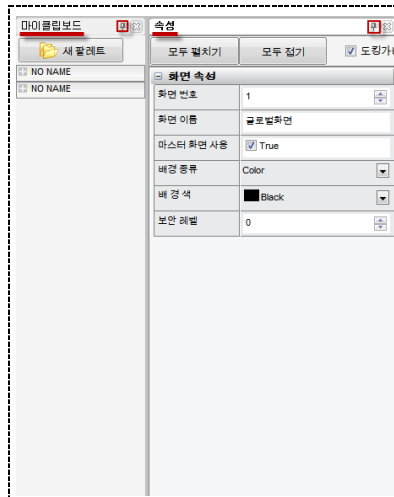 마이클립보드
새 팔레트
NO NAME
NO NAME
속성
모두 펼치기 모두 접기 도킹가
화면 속성
화면 번호 1
화면 이름 글로벌화면
마스터 화면 사용 True
배경 종류 Color
배 경 색 Black
보안 레벨 0